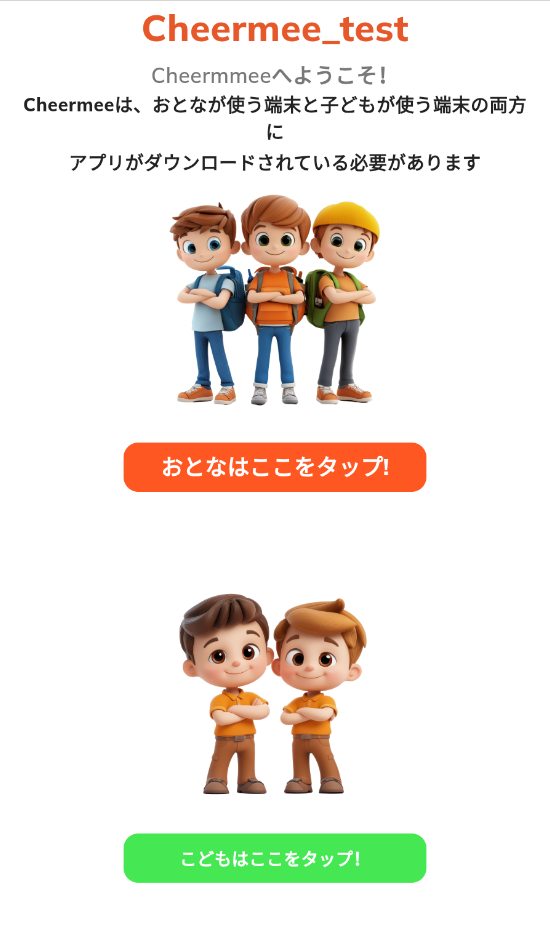 Cheermee_test
Cheermmeeへようこそ!
Cheermeeは、おとなが使う端末と子どもが使う端末の両方
に
アプリがダウンロードされている必要があります
おとなはここをタップ!
こどもはここをタップ!